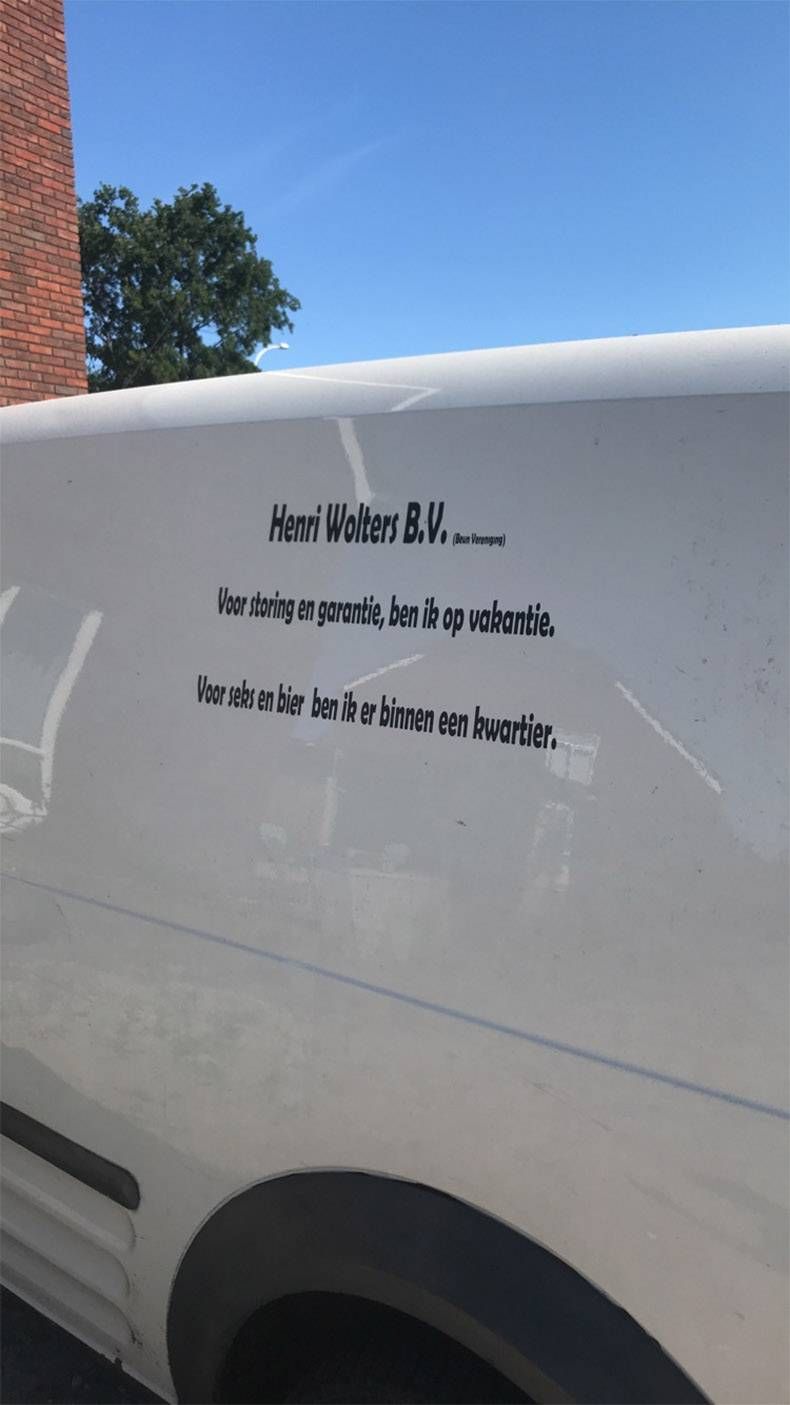 Henri Wolters B.V. (Beun Vereniging)
Voor storing en garantie, ben ik op vakantie.
Voor seks en bier ben ik er binnen een kwartier.